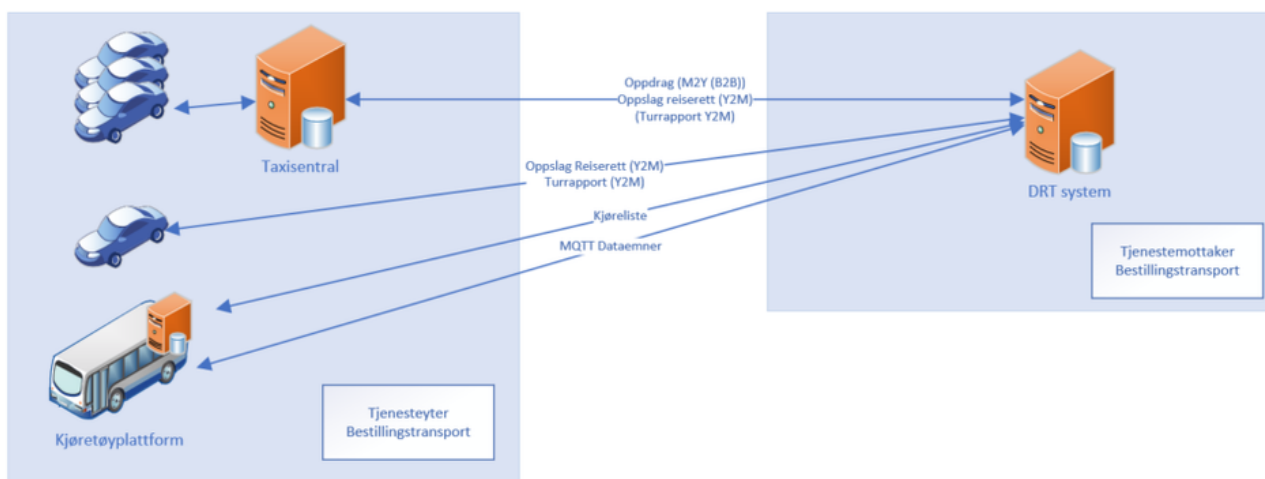 Oppdrag (M2Y (B2B))
Oppslag reiserett (Y2M)
(Turrapport Y2M)
Taxisentral
DRT system
Oppslag Reiserett (Y2M)
Turrapport (Y2M)
Kjøreliste
MQTT Dataemner
Tjenestemottaker
Bestillingstransport
Tjenesteyter
Bestillingstransport
Kjøretøyplattform